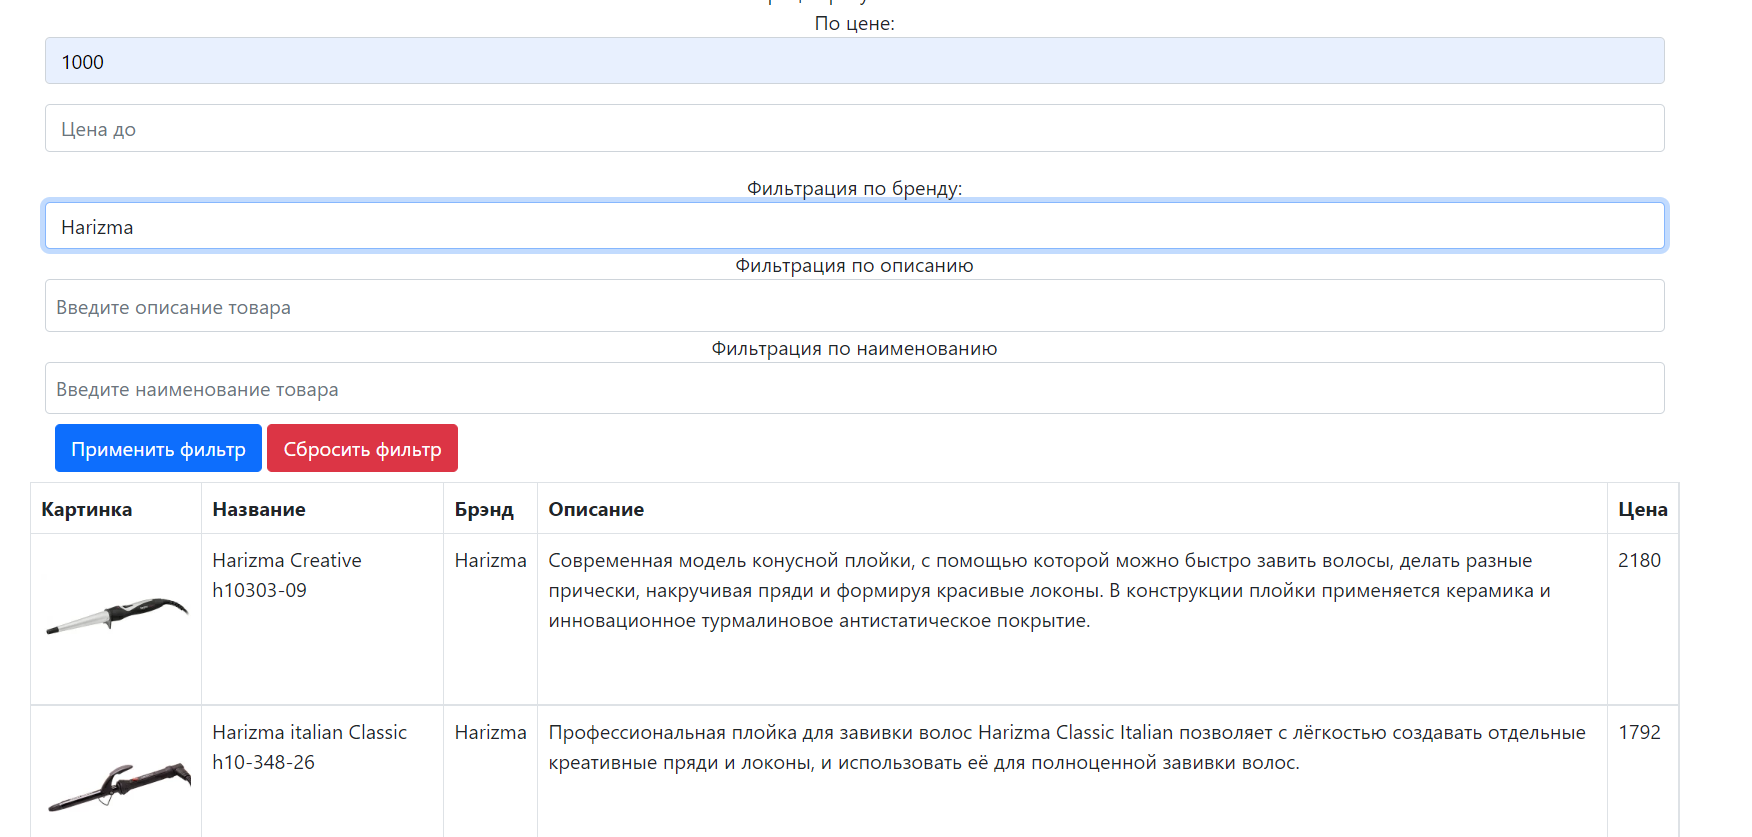 По цене:
1000
Цена до
Фильтрация по бренду:
Harizma
Фильтрация по описанию
Введите описание товара
Фильтрация по наименованию
Введите наименование товара
Применить фильтр Сбросить фильтр
Картинка Название Брэнд Описание Цена
Harizma Creative Harizma Современная модель конусной плойки, с помощью которой можно быстро завить волосы, делать разные 2180
h10303-09 прически, накручивая пряди и формируя красивые локоны. В конструкции плойки применяется керамика и
инновационное турмалиновое антистатическое покрытие.
Harizma italian Classic Harizma Профессиональная плойка для завивки волос Harizma Classic Italian позволяет с лёгкостью создавать отдельные 1792
h10-348-26 креативные пряди и локоны, и использовать её для полноценной завивки волос.